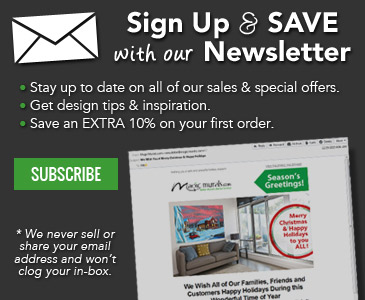 Sign Up & SAVE
with our Newsletter
• Stay up to date on all of our sales & special offers.
• Get design tips & inspiration.
• Save an EXTRA 10% on your first order.
SUBSCRIBE
* We never sell or
share your email
address and won't
clog your in-box.
Magic murals.com
Season's
Greetings!
Merry
Christmas
& Happy
Holidays
to you
ALL!
We Wish All of Our Families, Friends and
Customers Happy Holidays During this
Wonderful Time of Year